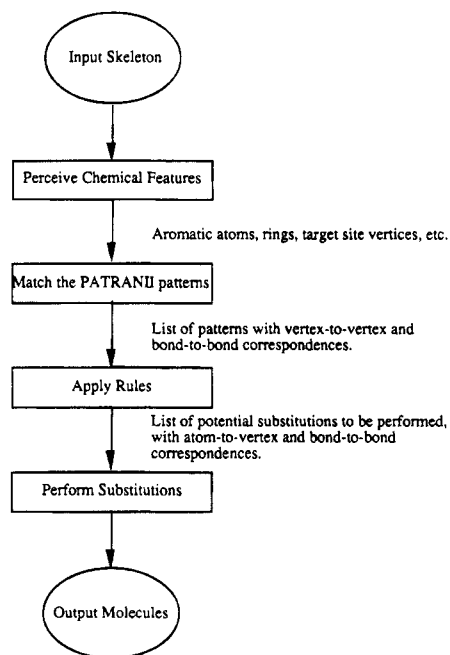 Input Skeleton
Perceive Chemical Features
Aromatic atoms, rings, target site vertices, etc.
Match the PATRANII patterns
List of patterns with vertex-to-vertex and
bond-to-bond correspondences.
Apply Rules
List of potential substitutions to be performed,
with atom-to-vertex and bond-to-bond
correspondences.
Perform Substitutions
Output Molecules